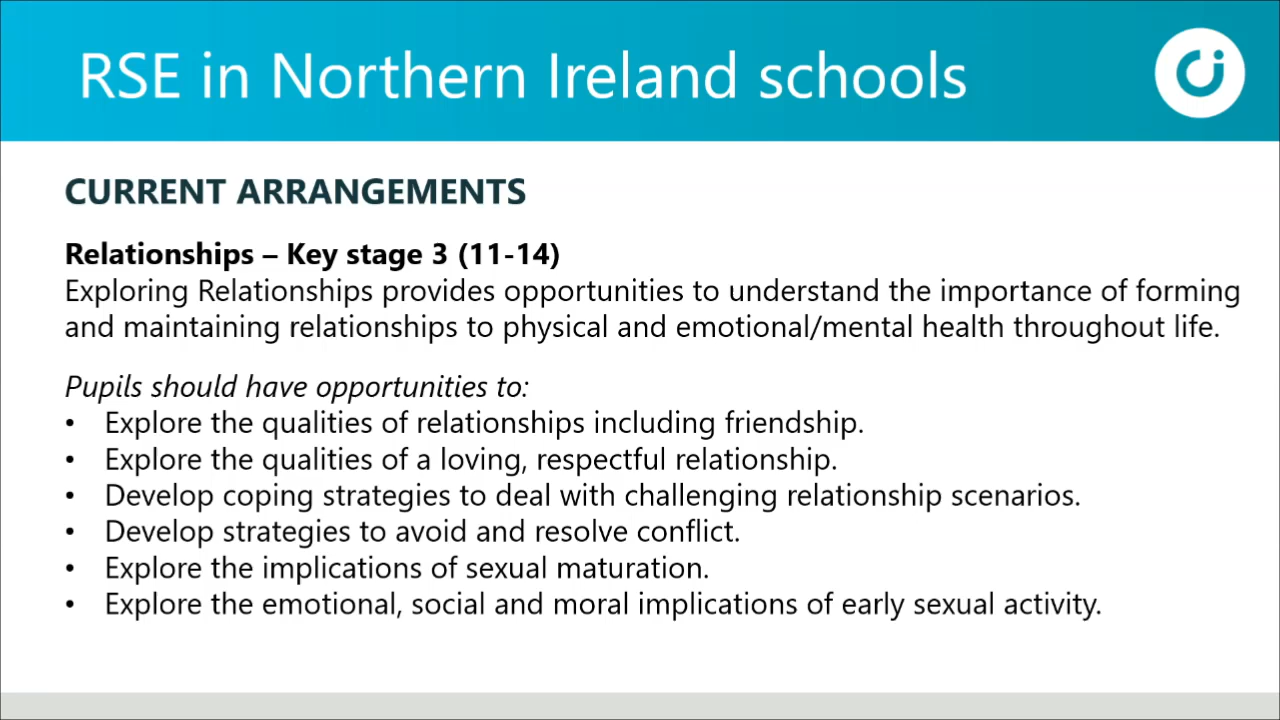 RSE in Northern Ireland schools
CURRENT ARRANGEMENTS
Relationships – Key stage 3 (11-14)
Exploring Relationships provides opportunities to understand the importance of forming
and maintaining relationships to physical and emotional/mental health throughout life.
Pupils should have opportunities to:
• Explore the qualities of relationships including friendship.
• Explore the qualities of a loving, respectful relationship.
• Develop coping strategies to deal with challenging relationship scenarios.
• Develop strategies to avoid and resolve conflict.
• Explore the implications of sexual maturation.
• Explore the emotional, social and moral implications of early sexual activity.